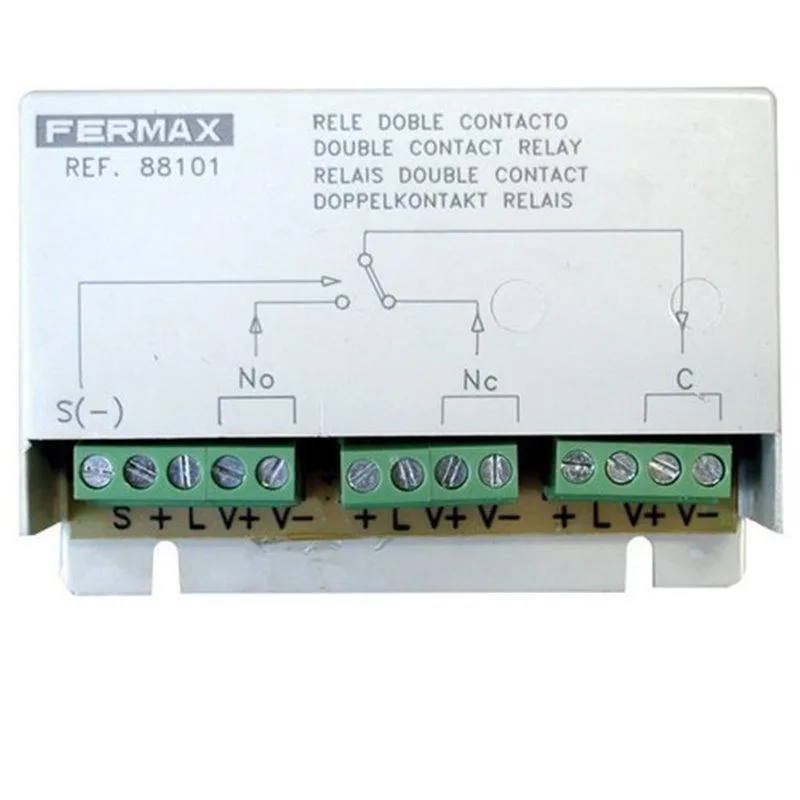 FERMAX
REF. 88101
RELE DOBLE CONTACTO
DOUBLE CONTACT RELAY
RELAIS DOUBLE CONTACT
DOPPELKONTAKT RELAIS
No
Nc
C
S(-)
S + L V+ V-
+ L V+ V-
+ L V+ V-